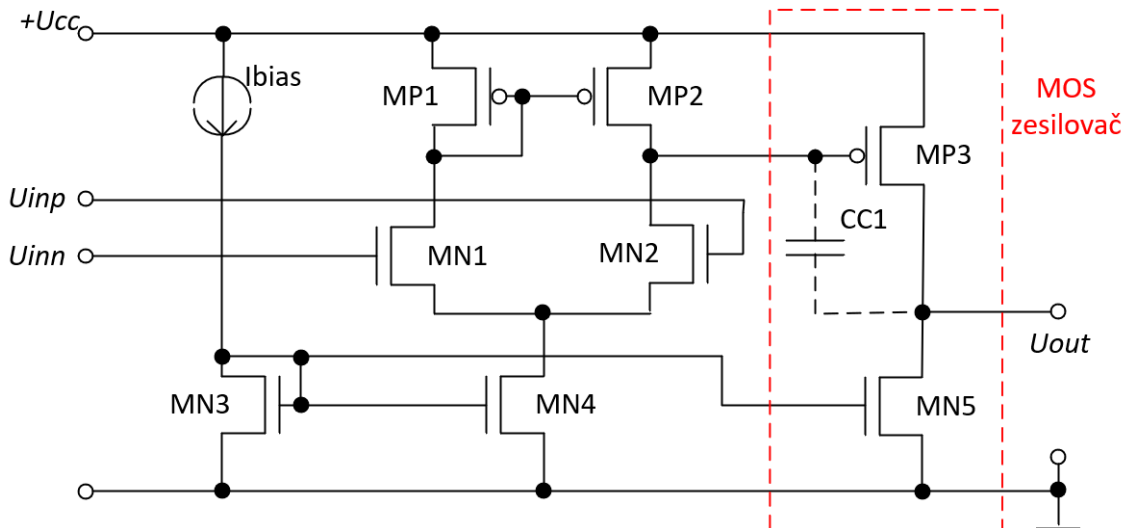 +Ucc
Ibias
MP1
MP2
MOS
zesilovač
MP3
Uinp
CC1
Uinn
MN1
MN2
Uout
MN3
MN4
MN5